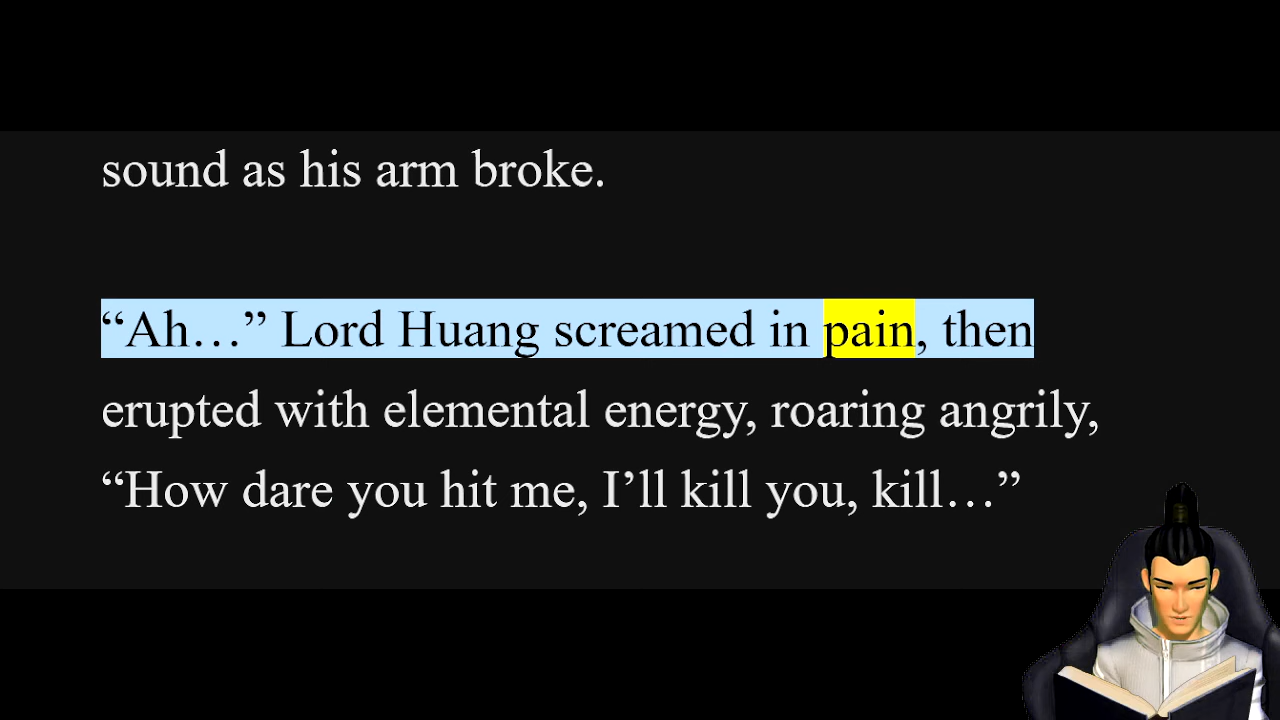 sound as his arm broke.
“Ah…” Lord Huang screamed in pain, then
erupted with elemental energy, roaring angrily,
“How dare you hit me, I’ll kill you, kill…”